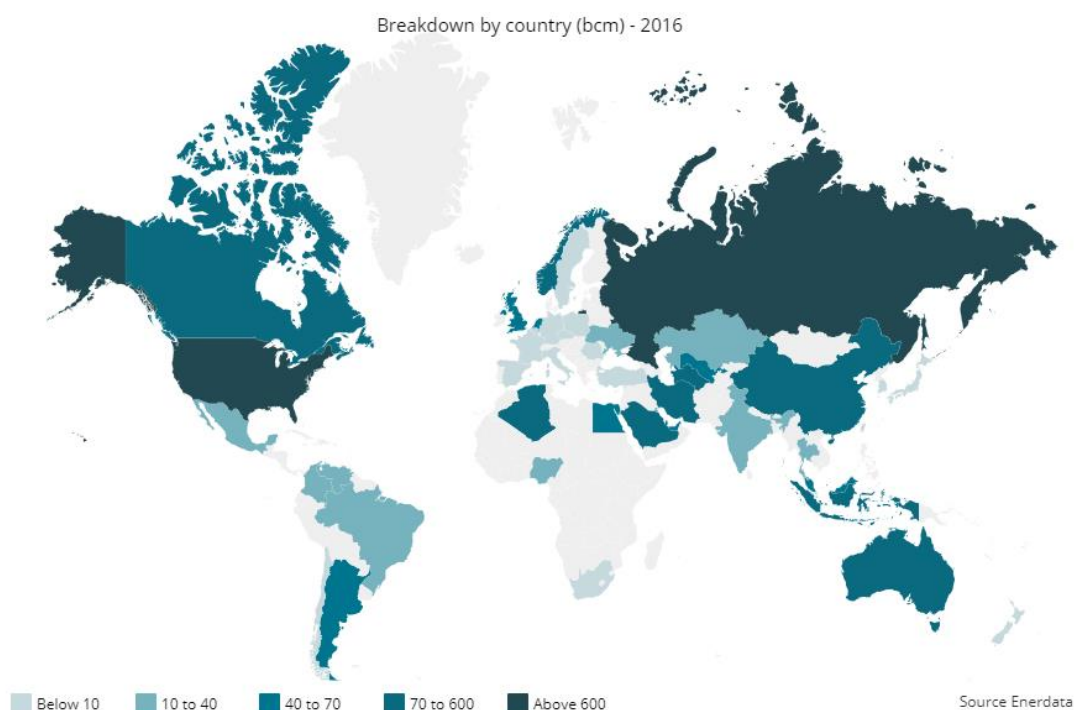 Breakdown by country (bcm) - 2016
Below 10
10 to 40
40 to 70
70 to 600
Above 600
Source Enerdata